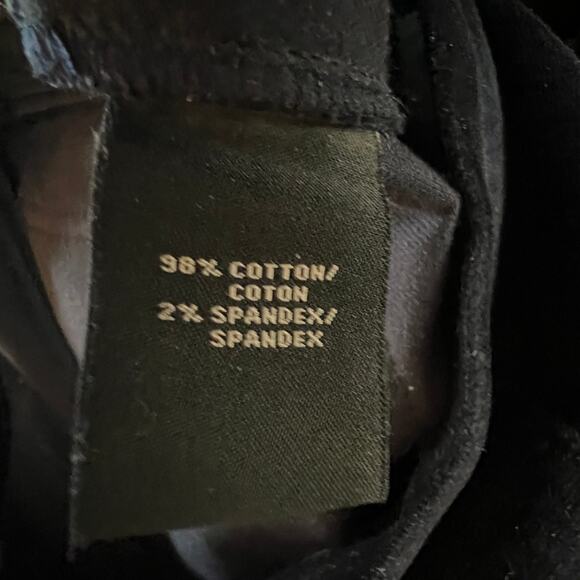 98% COTTON/
COTON
2% SPANDEX/
SPANDEX